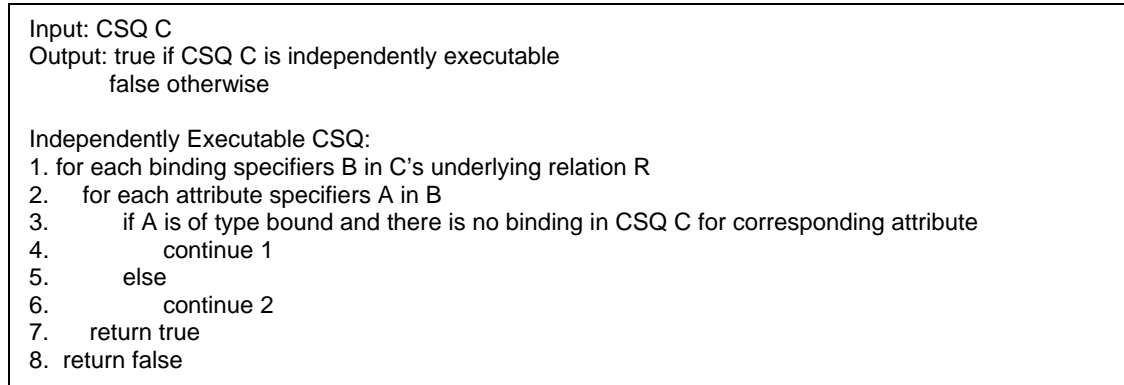 Input: CSQ C
Output: true if CSQ C is independently executable
false otherwise
Independently Executable CSQ:
1. for each binding specifiers B in C’s underlying relation R
2. for each attribute specifiers A in B
3. if A is of type bound and there is no binding in CSQ C for corresponding attribute
4. continue 1
5. else
6. continue 2
7. return true
8. return false